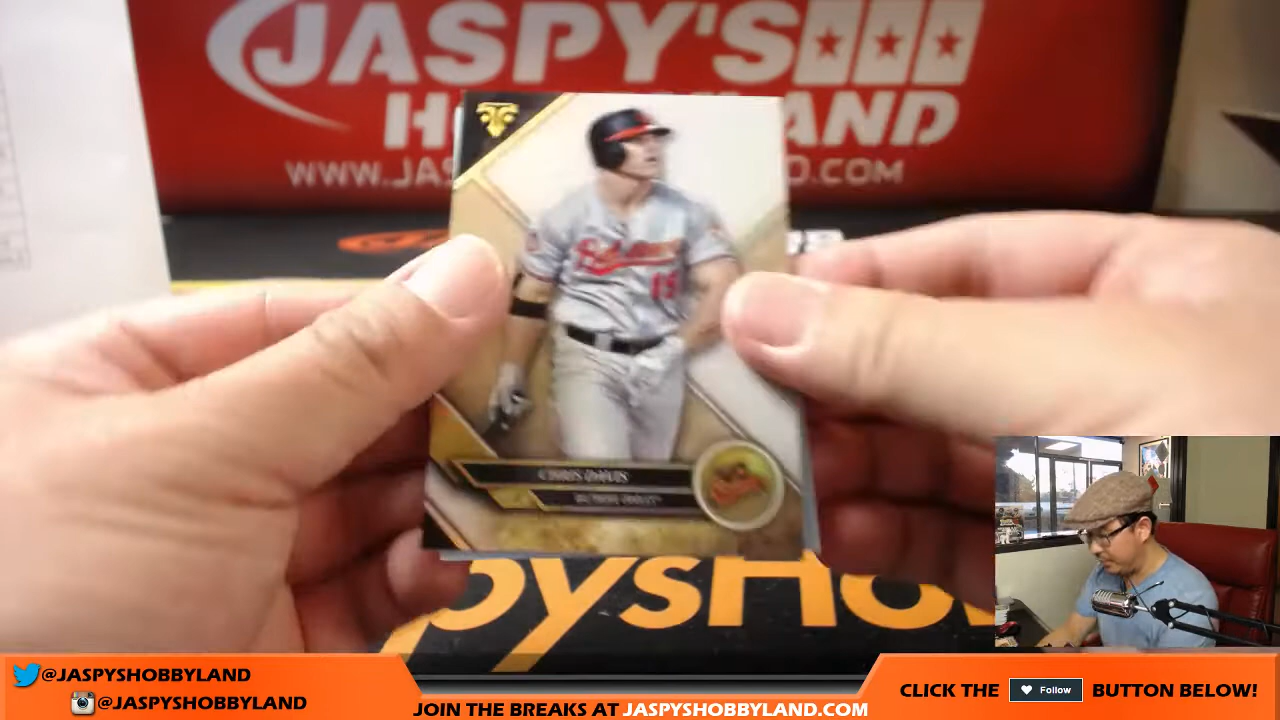 JASPY'S
WWW.JAS
D.COM
CHRIS DAVIS
19
@JASPYSHOBBYLAND
@JASPYSHOBBYLAND
JOIN THE BREAKS AT JASPYSHOBBYLAND.COM
CLICK THE Follow BUTTON BELOW!